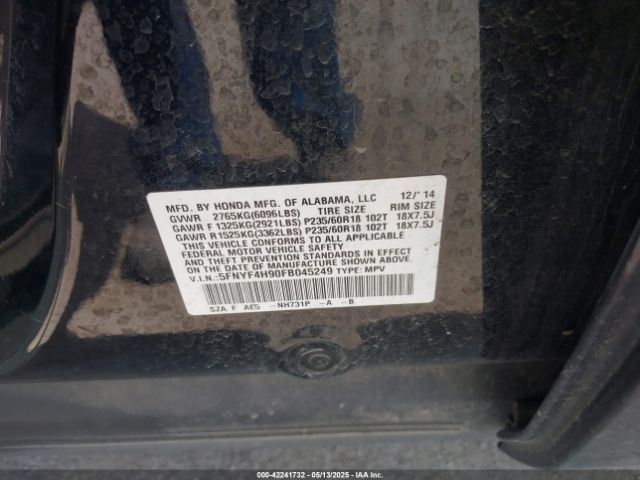 MFD. BY HONDA MFG. OF ALABAMA, LLC 12/'14
GVWR 2765KG(6096LBS) TIRE SIZE RIM SIZE
GAWR F 1325KG(2921LBS) P235/60R18 102T 18X7.5J
GAWR R 1525KG(3362LBS) P235/60R18 102T 18X7.5J
THIS VEHICLE CONFORMS TO ALL APPLICABLE
FEDERAL MOTOR VEHICLE SAFETY
AND THEFT PREVENTION STANDARDS IN EFFECT
ON THE DATE OF MANUFACTURE SHOWN ABOVE.
V.I.N.: 5FNYF4H90FB045249 TYPE: MPV
SZA F AE5 -NH731P -A -B
IAA-42241732 05/13/2025 IAAI.COM